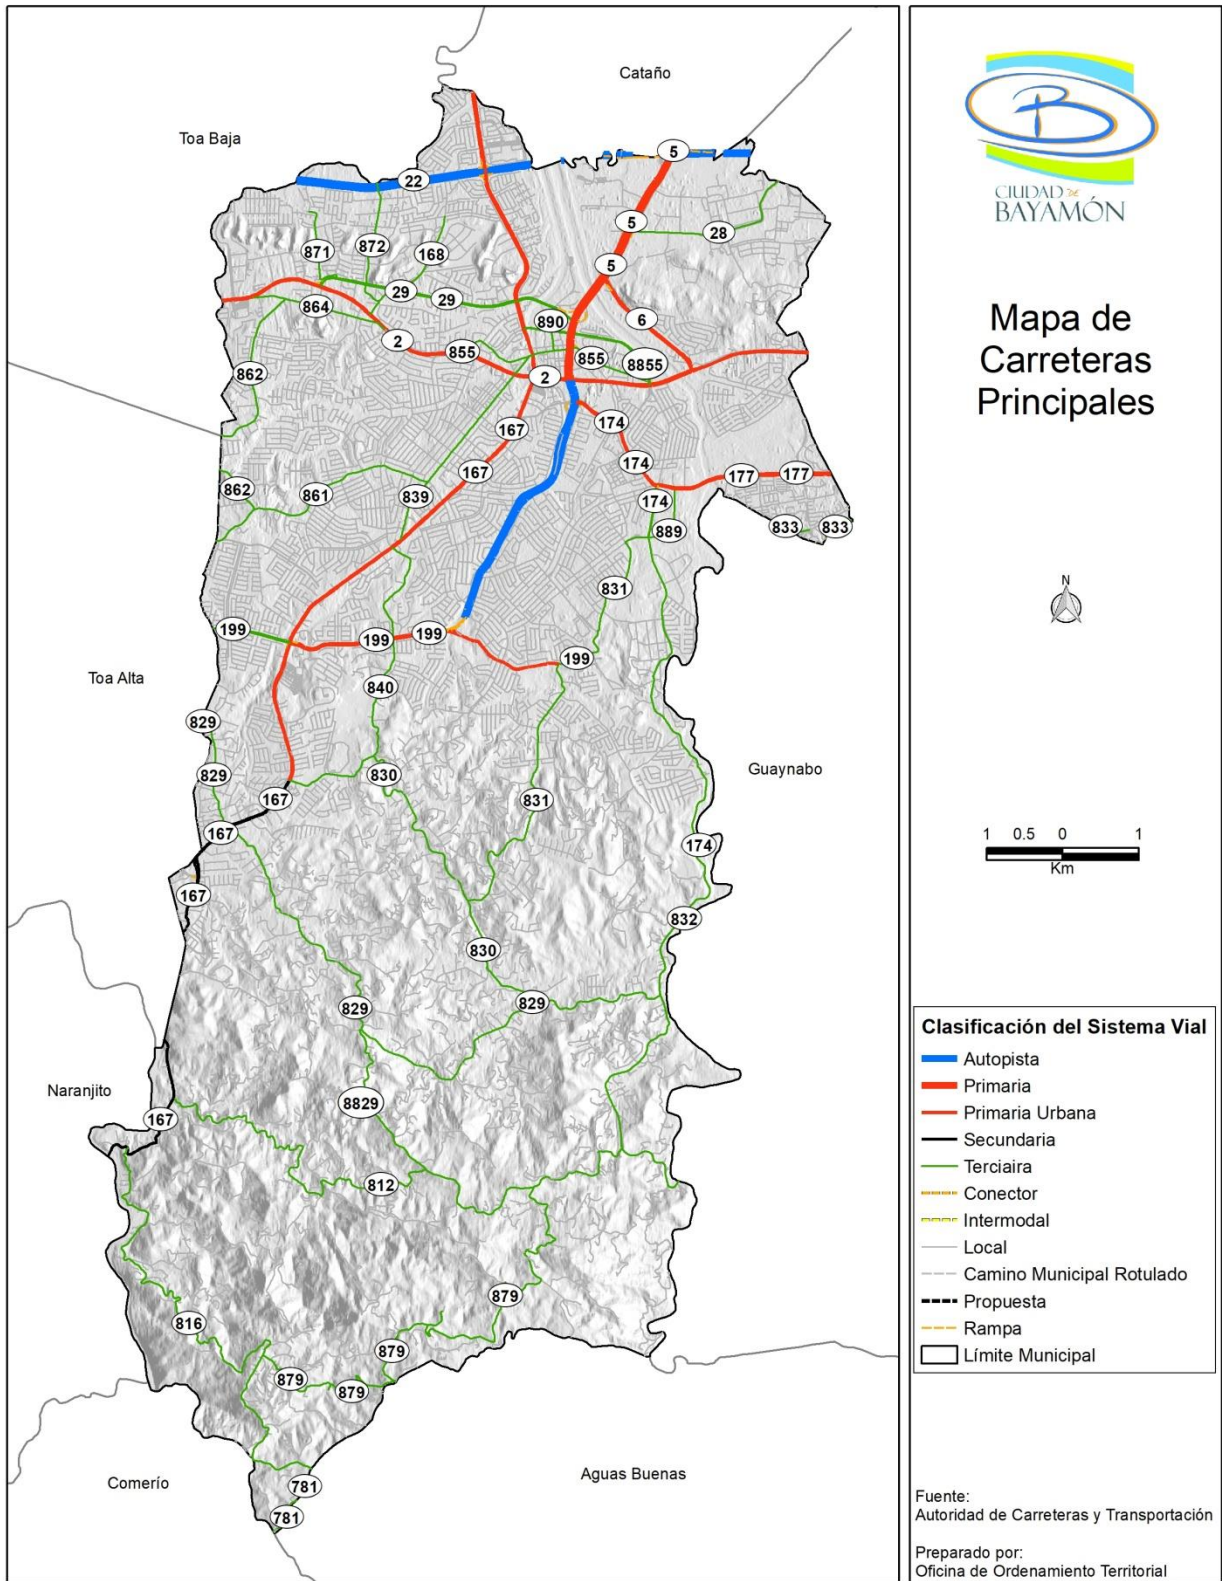 Cataño
Toa Baja
5
22
5
28
871
872
168
5
29
29
864
890
6
2
855
855
8855
862
2
174
167
174
167
177
177
862
861
839
174
889
833
833
831
199
199
199
199
Toa Alta
840
829
Guaynabo
829
830
167
831
167
174
167
832
830
829
829
Naranjito
8829
167
812
879
816
879
879
879
Comerío
Aguas Buenas
781
781
CIUDAD DE
BAYAMÓN
Mapa de
Carreteras
Principales
N
1 0.5 0 1
Km
Clasificación del Sistema Vial
Autopista
Primaria
Primaria Urbana
Secundaria
Terciaira
Conector
Intermodal
Local
Camino Municipal Rotulado
Propuesta
Rampa
Límite Municipal
Fuente:
Autoridad de Carreteras y Transportación
Preparado por:
Oficina de Ordenamiento Territorial